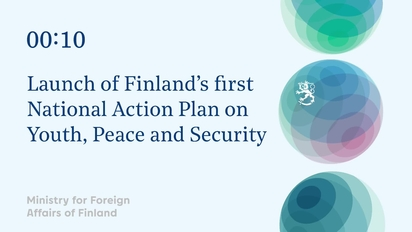 00:10
Launch of Finland’s first
National Action Plan on
Youth, Peace and Security
Ministry for Foreign
Affairs of Finland